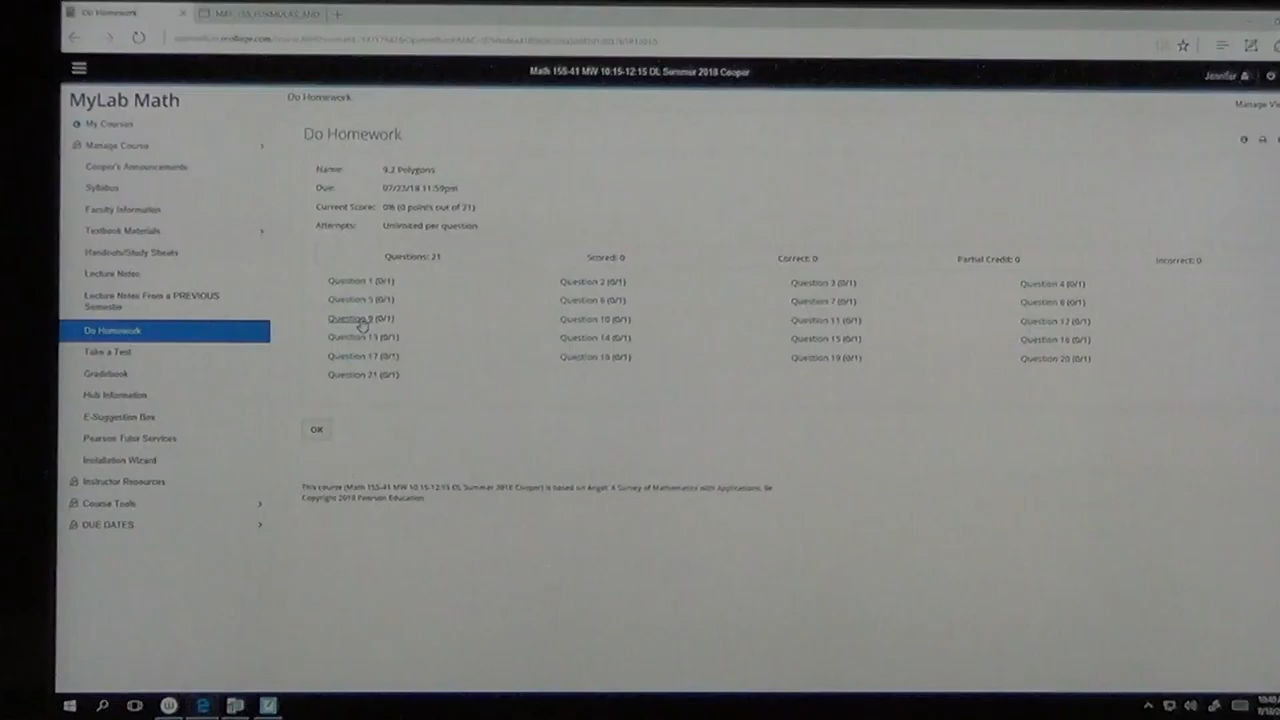 Do Homework
MAT 155 FORMULAS AND
Math 155-41 MW 10:15-12:15 OL Summer 2018 Cooper
Jennifer
MyLab Math
Do Homework
Manage
My Courses
Do Homework
Manage Course
Cooper's Announcements
Name: 9.2 Polygons
Syllabus
Due: 07/23/18 11:59pm
Faculty Information
Current Score: 0% (0 points out of 21)
Textbook Materials
Attempts: Unlimited per question
Handouts/Study Sheets
Questions: 21 Scored: 0 Correct: 0 Partial Credit: 0 Incorrect: 0
Lecture Notes
Question 1 (0/1) Question 2 (0/1) Question 3 (0/1) Question 4 (0/1)
Lecture Notes From a PREVIOUS
Semester
Question 5 (0/1) Question 6 (0/1) Question 7 (0/1) Question 8 (0/1)
Question 9 (0/1) Question 10 (0/1) Question 11 (0/1) Question 12 (0/1)
Do Homework
Question 13 (0/1) Question 14 (0/1) Question 15 (0/1) Question 16 (0/1)
Take a Test
Question 17 (0/1) Question 18 (0/1) Question 19 (0/1) Question 20 (0/1)
Gradebook
Question 21 (0/1)
Hub Information
E-Suggestion Box
OK
Pearson Tutor Services
Installation Wizard
Instructor Resources
This course (Math 155-41 MW 10:15-12:15 OL Summer 2018 Cooper) is based on Angel: A Survey of Mathematics with Applications, 9e
Copyright 2018 Pearson Education
Course Tools
DUE DATES